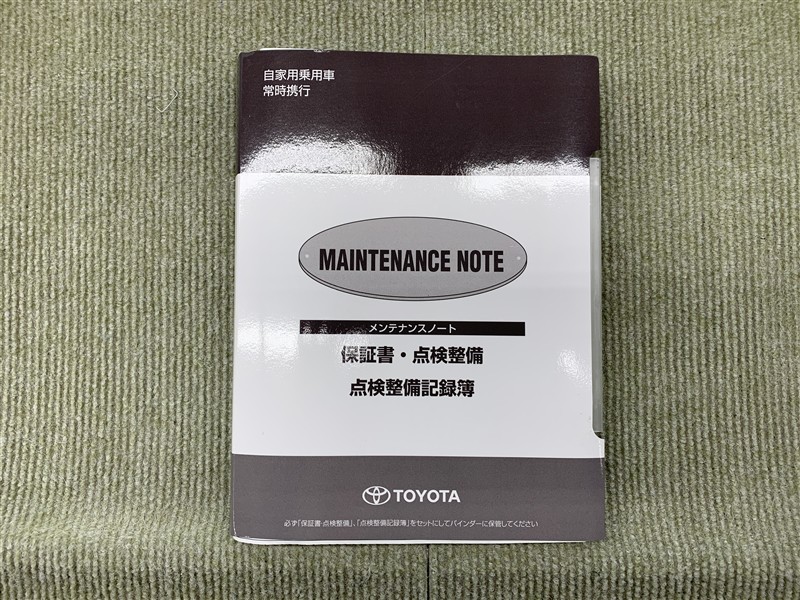 自家用乗用車
常時携行
MAINTENANCE NOTE
メンテナンスノート
保証書・点検整備
点検整備記録簿
TOYOTA
必ず「保証書・点検整備」、「点検整備記録簿」をセットにしてバインダーに保管してください